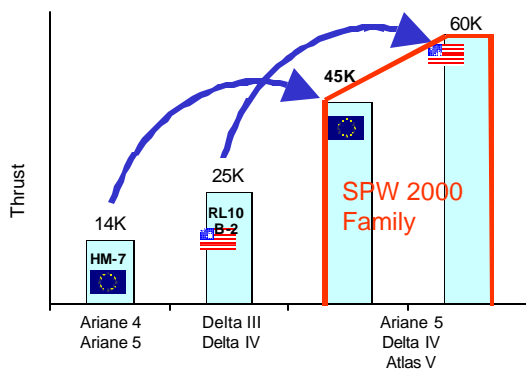 60K
45K
25K
14K
Thrust
RL10
B-2
HM-7
SPW 2000
Family
Ariane 4
Ariane 5
Delta III
Delta IV
Ariane 5
Delta IV
Atlas V